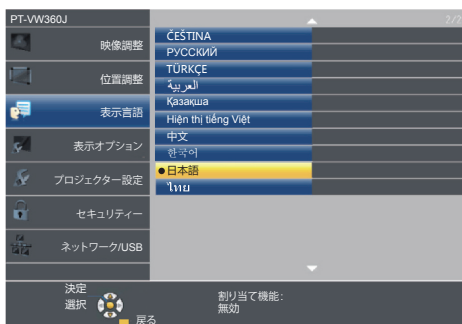 PT-VW360J
2/2
映像調整
位置調整
表示言語
表示オプション
プロジェクター設定
セキュリティー
ネットワーク/USB
ČEŠTINA
РУССКИЙ
TÜRKÇE
العربية
Қазақша
Hiện thị tiếng Việt
中文
한국어
●日本語
ไทย
決定
選択
戻る
割り当て機能:
無効